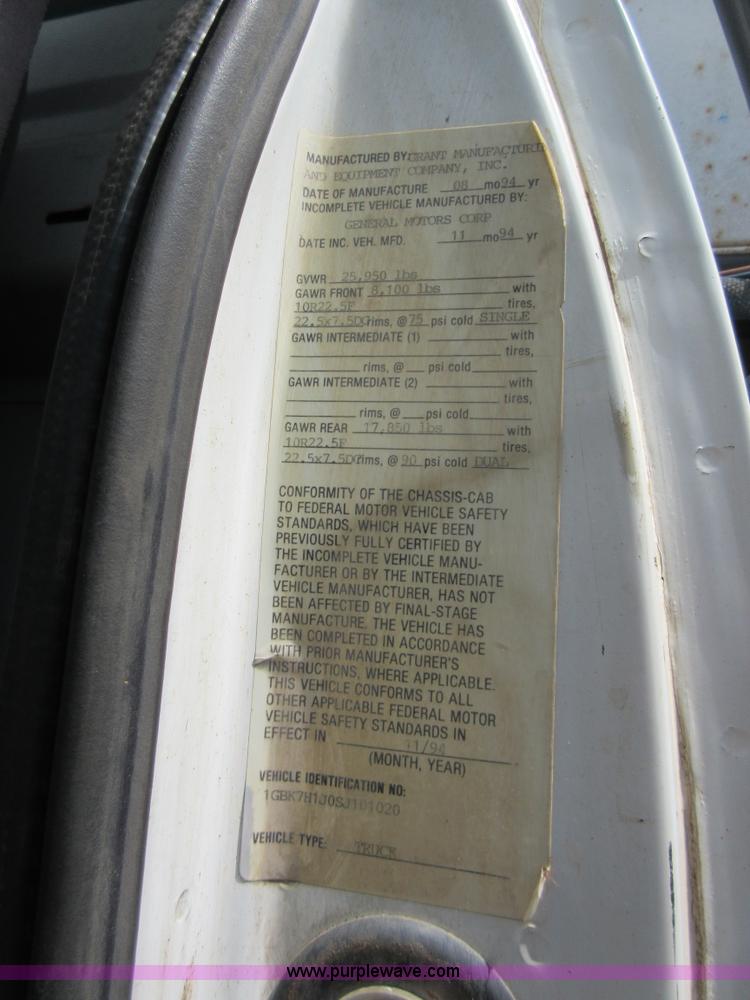 MANUFACTURED BY: GRANT MANUFACTURI
AND EQUIPMENT COMPANY, INC.
DATE OF MANUFACTURE 08 mo 94 yr
INCOMPLETE VEHICLE MANUFACTURED BY:
GENERAL MOTORS CORP
DATE INC. VEH. MFD. 11 mo 94 yr
GVWR 25,950 lbs
GAWR FRONT 8,100 lbs with
10R22.5F tires,
22.5x7.5DC rims, @ 75 psi cold SINGLE
GAWR INTERMEDIATE (1) with
tires,
rims, @ psi cold
GAWR INTERMEDIATE (2) with
tires,
rims, @ psi cold
GAWR REAR 17,850 lbs with
10R22.5F tires,
22.5x7.5DC rims, @ 90 psi cold DUAL
CONFORMITY OF THE CHASSIS-CAB
TO FEDERAL MOTOR VEHICLE SAFETY
STANDARDS, WHICH HAVE BEEN
PREVIOUSLY FULLY CERTIFIED BY
THE INCOMPLETE VEHICLE MANU-
FACTURER OR BY THE INTERMEDIATE
VEHICLE MANUFACTURER, HAS NOT
BEEN AFFECTED BY FINAL-STAGE
MANUFACTURE. THE VEHICLE HAS
BEEN COMPLETED IN ACCORDANCE
WITH PRIOR MANUFACTURER'S
INSTRUCTIONS, WHERE APPLICABLE.
THIS VEHICLE CONFORMS TO ALL
OTHER APPLICABLE FEDERAL MOTOR
VEHICLE SAFETY STANDARDS IN
EFFECT IN 11/94
(MONTH, YEAR)
VEHICLE IDENTIFICATION NO:
1GBK7H1J0SJ101020
VEHICLE TYPE: TRUCK
www.purplewave.com